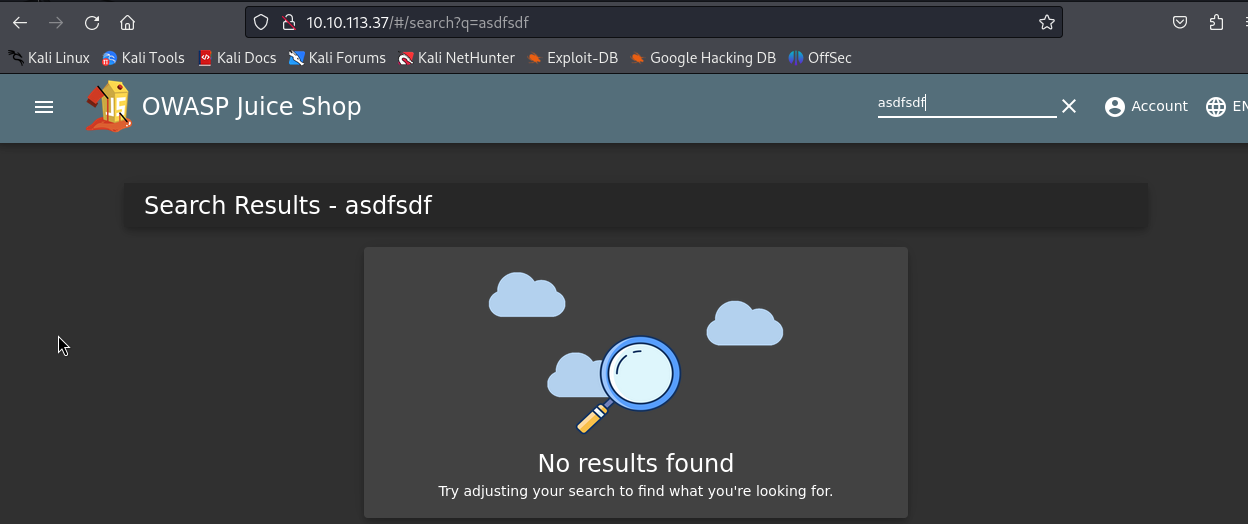 10.10.113.37/#/search?q=asdfsdf
Kali Linux Kali Tools Kali Docs Kali Forums Kali NetHunter Exploit-DB Google Hacking DB OffSec
JS OWASP Juice Shop asdfsdf Account EN
Search Results - asdfsdf
No results found
Try adjusting your search to find what you're looking for.